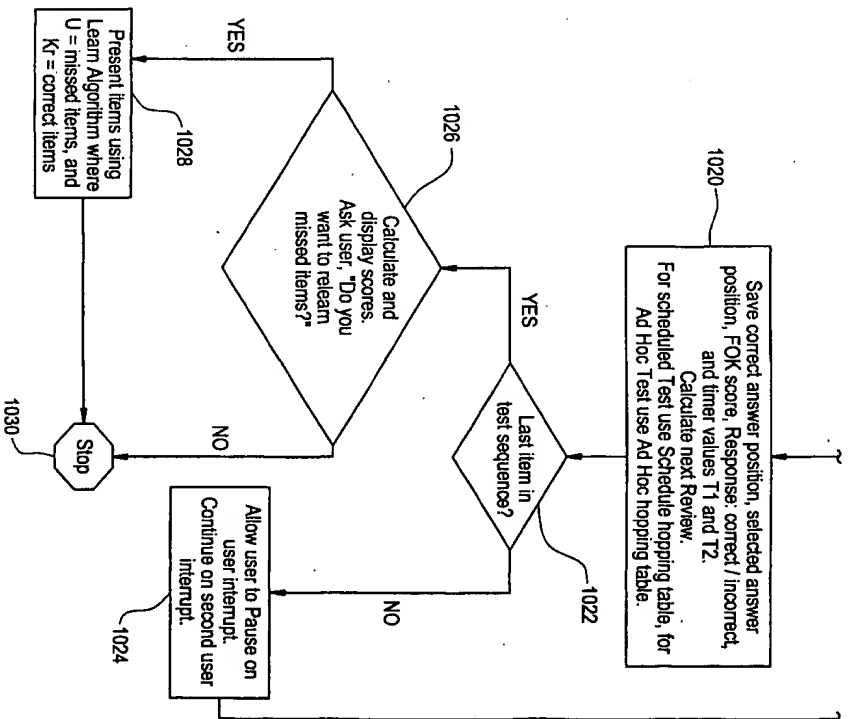 1020
Save correct answer position, selected answer
position, FOK score, Response: correct / incorrect,
and timer values T1 and T2.
Calculate next Review.
For scheduled Test use Schedule hopping table, for
Ad Hoc Test use Ad Hoc hopping table.
Last item in
test sequence?
1022
YES
NO
1026
Calculate and
display scores.
Ask user, "Do you
want to relearn
missed items?"
Allow user to Pause on
user interrupt.
Continue on second user
interrupt.
1024
YES
NO
Present items using
Learn Algorithm where
U = missed items, and
Kr = correct items
1028
Stop
1030